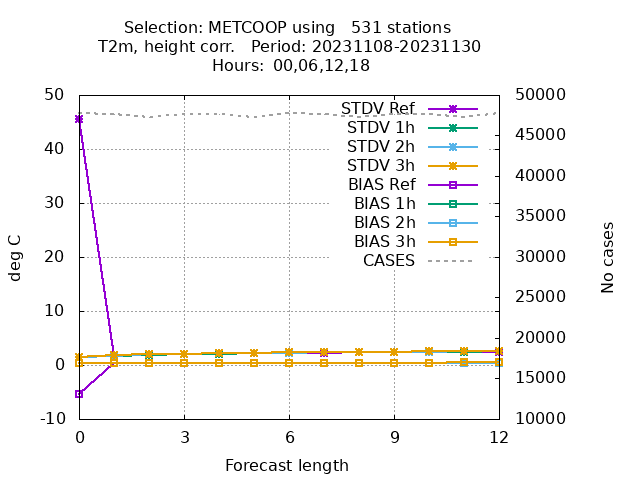 Selection: METCOOP using   531 stations
T2m, height corr.   Period: 20231108-20231130
Hours:  00,06,12,18
50 50000
STDV Ref
STDV 1h
45000
STDV 2h
40 40000
STDV 3h
BIAS Ref
35000
BIAS 1h
30
BIAS 2h
BIAS 3h
20 30000
CASES
deg C
No cases
10 25000
20000
0
15000
-10 10000
0 3 6 9 12
Forecast length